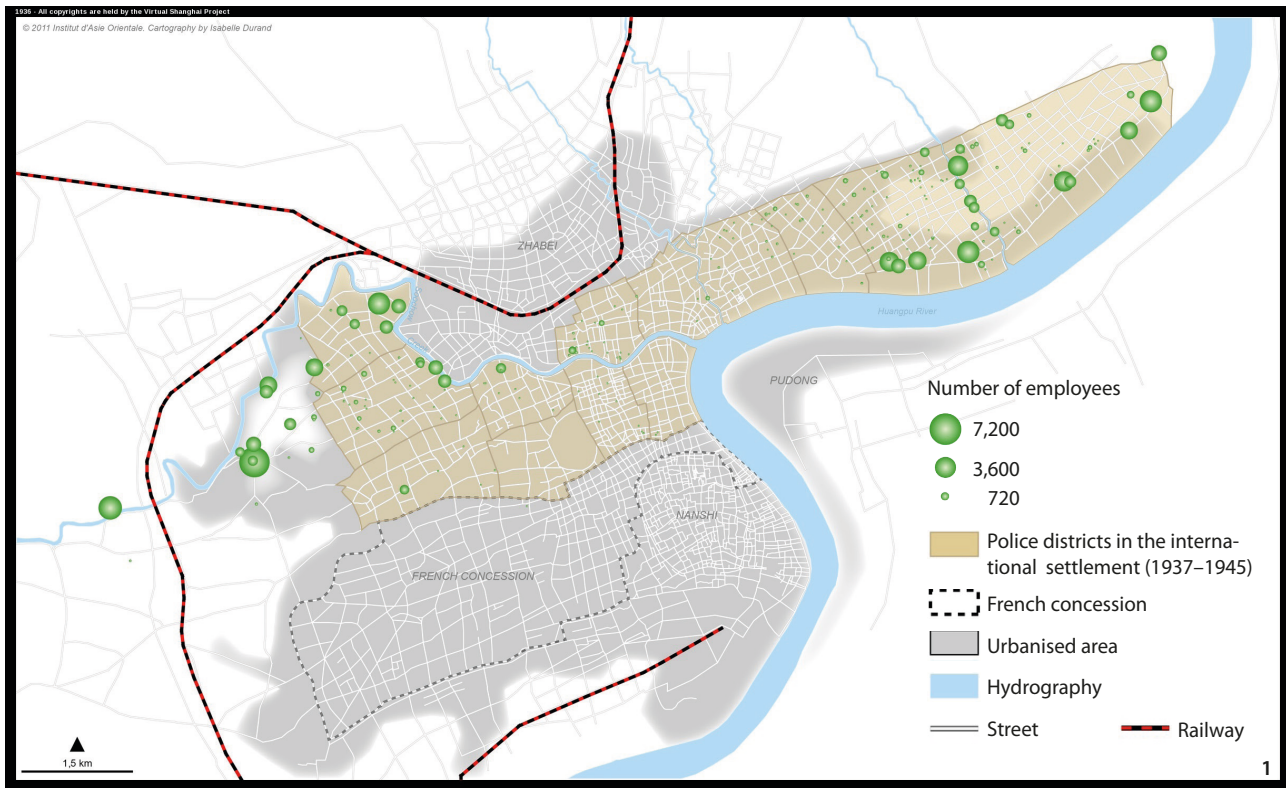 1936 - All copyrights are held by the Virtual Shanghai Project
© 2011 Institut d'Asie Orientale. Cartography by Isabelle Durand
ZHABEI
Huangpu River
PUDONG
NANSHI
FRENCH CONCESSION
Number of employees
7,200
3,600
720
Police districts in the interna-
tional settlement (1937–1945)
French concession
Urbanised area
Hydrography
Street
Railway
1,5 km
1